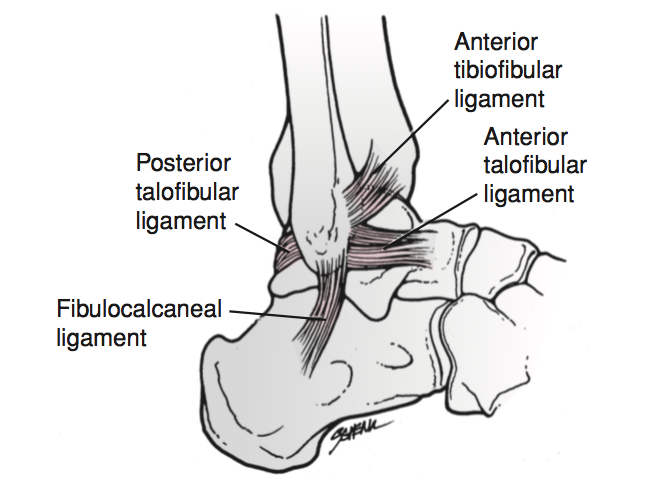 Anterior
tibiofibular
ligament
Anterior
talofibular
ligament
Posterior
talofibular
ligament
Fibulocalcaneal
ligament